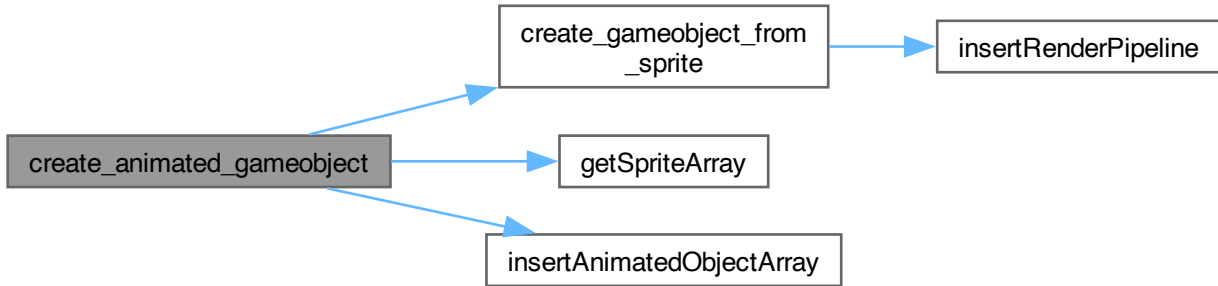 create_gameobject_from
_sprite
insertRenderPipeline
create_animated_gameobject
getSpriteArray
insertAnimatedObjectArray